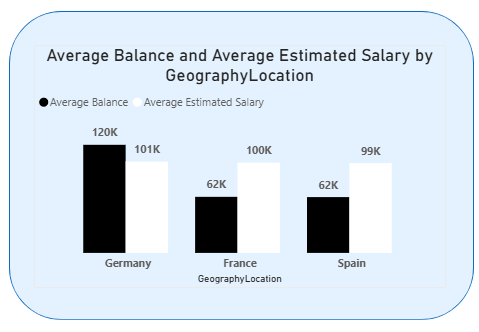 Average Balance and Average Estimated Salary by
GeographyLocation
Average Balance Average Estimated Salary
120K
101K
62K
100K
62K
99K
Germany France Spain
GeographyLocation